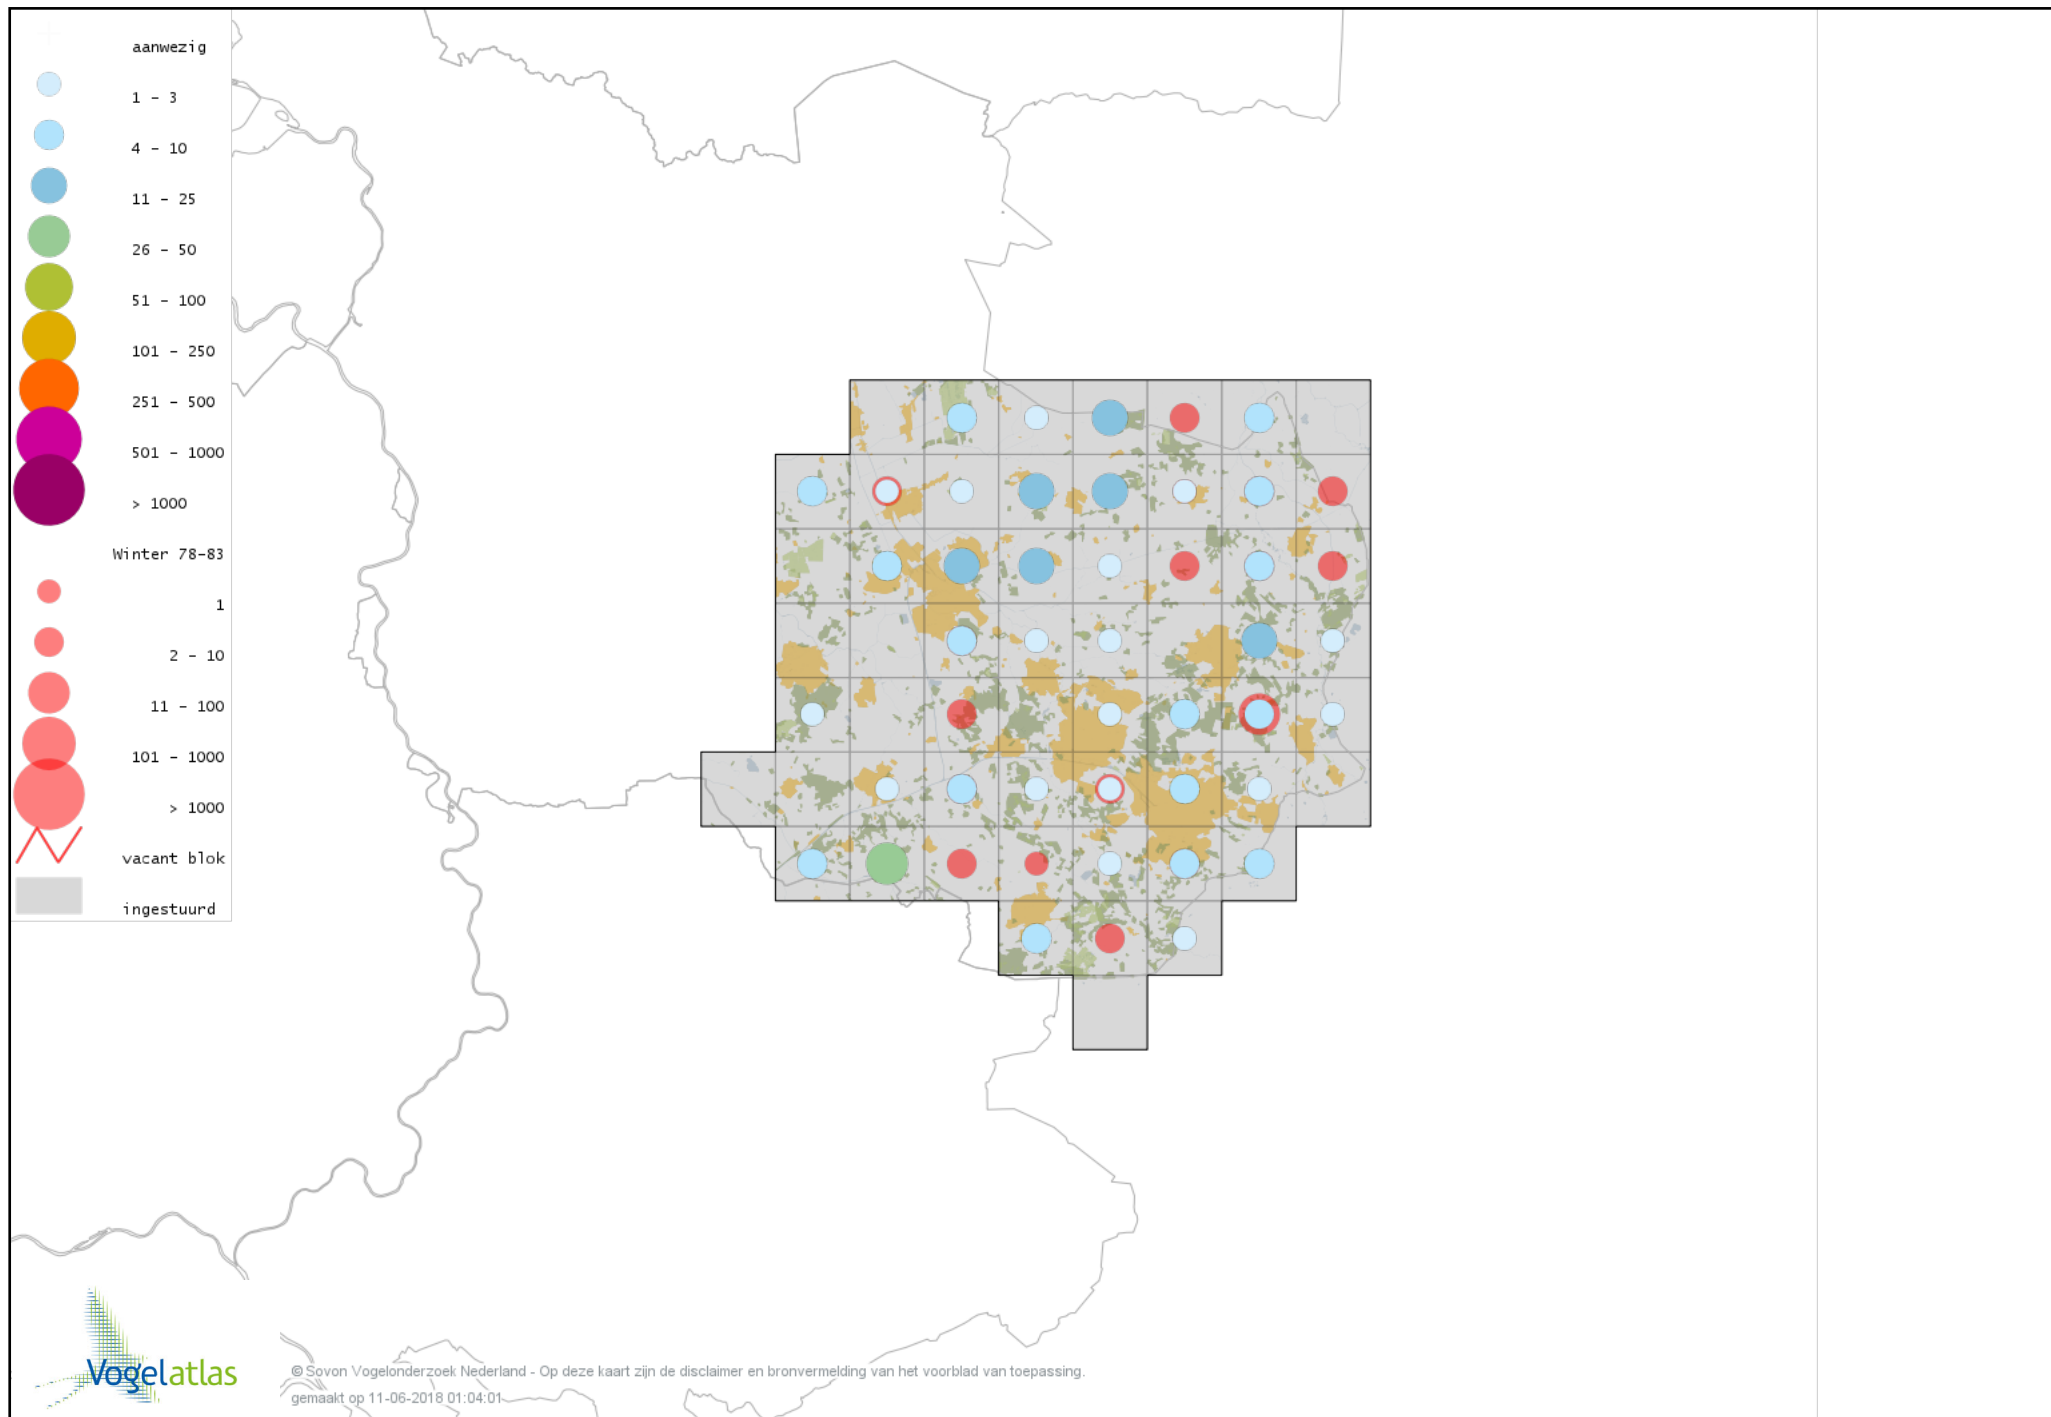 aanwezig
1 - 3
4 - 10
11 - 25
26 - 50
51 - 100
101 - 250
251 - 500
501 - 1000
> 1000
Winter 78-83
1
2 - 10
11 - 100
101 - 1000
> 1000
vacant blok
ingestuurd
Vogelatlas
© Sovon Vogelonderzoek Nederland - Op deze kaart zijn de disclaimer en bronvermelding van het voorblad van toepassing.
gemaakt op 11-06-2018 01:04:01